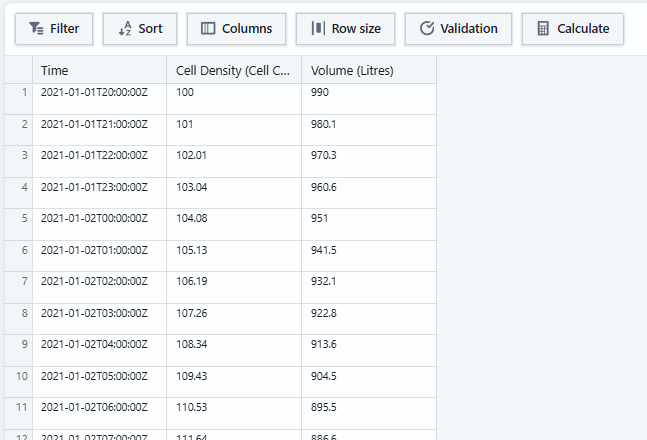 Filter Sort Columns Row size Validation Calculate
Time Cell Density (Cell C... Volume (Litres)
1 2021-01-01T20:00:00Z 100 990
2 2021-01-01T21:00:00Z 101 980.1
3 2021-01-01T22:00:00Z 102.01 970.3
4 2021-01-01T23:00:00Z 103.04 960.6
5 2021-01-02T00:00:00Z 104.08 951
6 2021-01-02T01:00:00Z 105.13 941.5
7 2021-01-02T02:00:00Z 106.19 932.1
8 2021-01-02T03:00:00Z 107.26 922.8
9 2021-01-02T04:00:00Z 108.34 913.6
10 2021-01-02T05:00:00Z 109.43 904.5
11 2021-01-02T06:00:00Z 110.53 895.5
12 2021-01-02T07:00:00Z 111.64 886.6